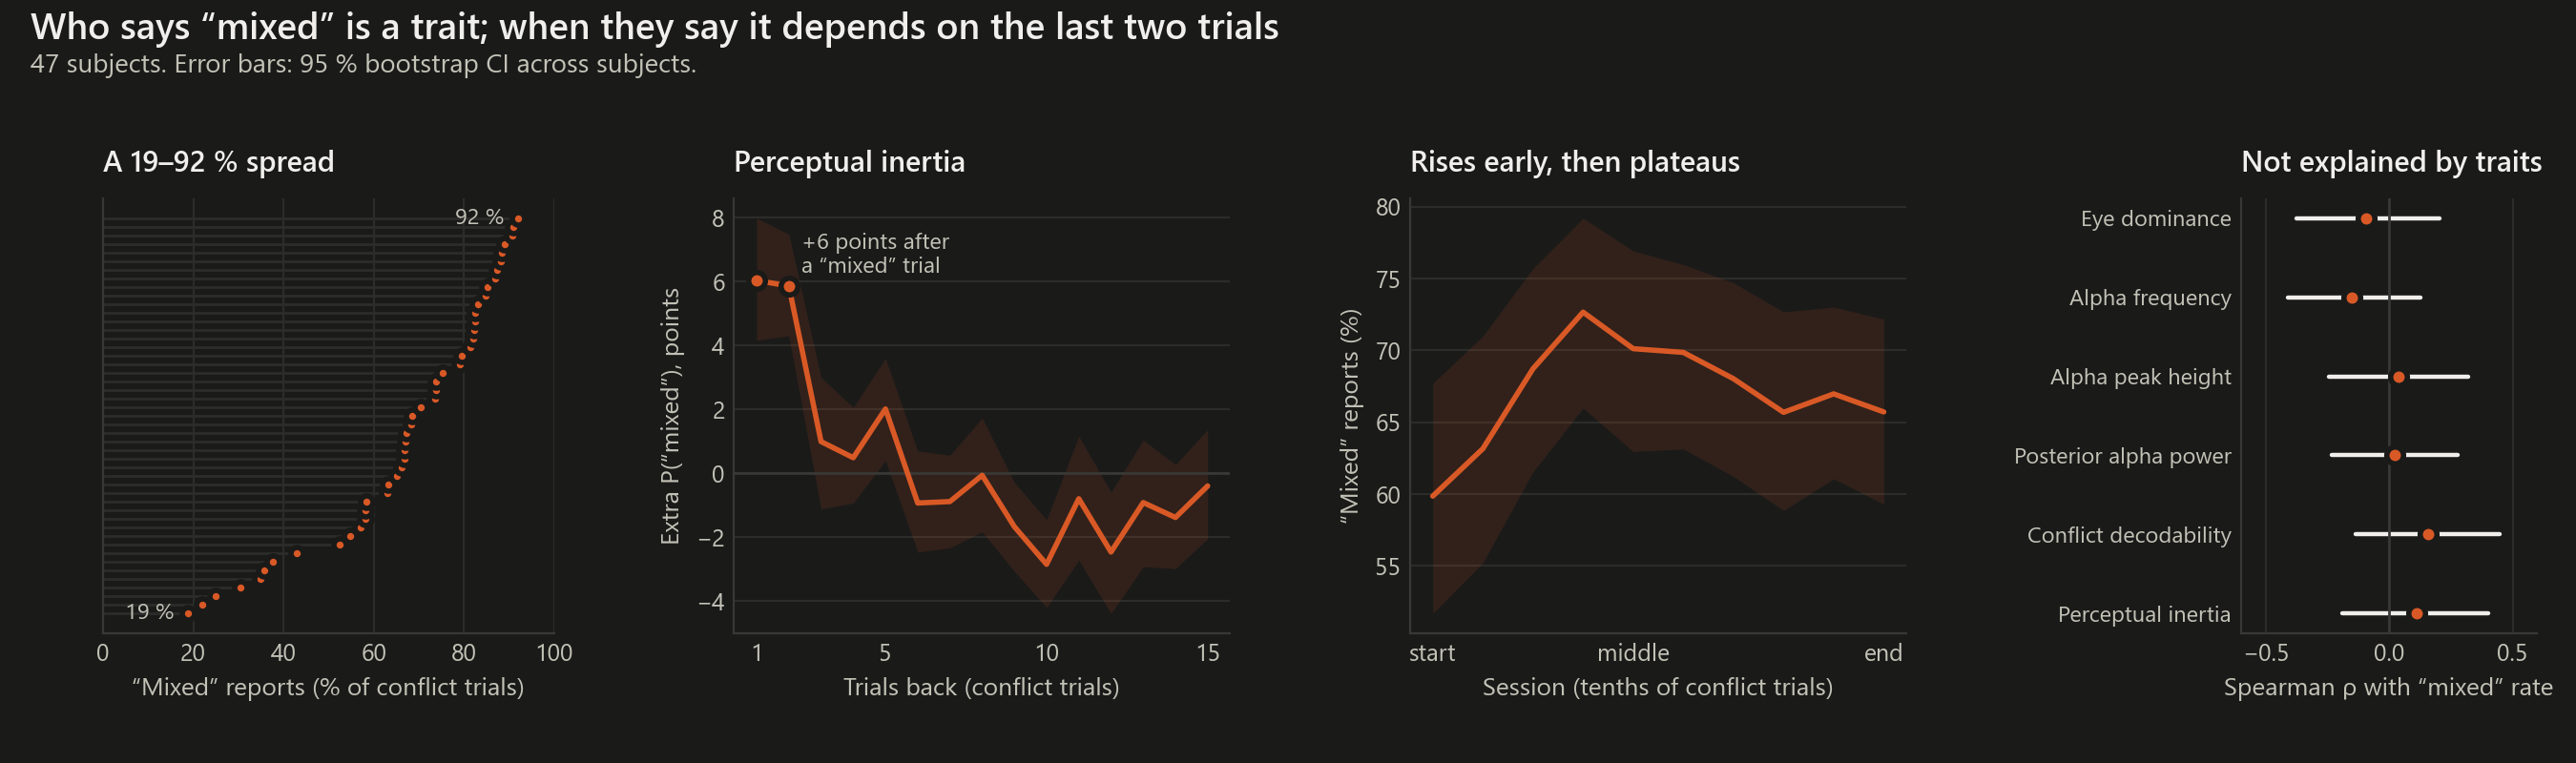 Who says “mixed” is a trait; when they say it depends on the last two trials
47 subjects. Error bars: 95 % bootstrap CI across subjects.
A 19–92 % spread
92 %
19 %
0 20 40 60 80 100
“Mixed” reports (% of conflict trials)
Perceptual inertia
Extra P(“mixed”), points
8
6
4
2
0
−2
−4
+6 points after
a “mixed” trial
1 5 10 15
Trials back (conflict trials)
Rises early, then plateaus
“Mixed” reports (%)
80
75
70
65
60
55
start middle end
Session (tenths of conflict trials)
Not explained by traits
Eye dominance
Alpha frequency
Alpha peak height
Posterior alpha power
Conflict decodability
Perceptual inertia
−0.5 0.0 0.5
Spearman ρ with “mixed” rate